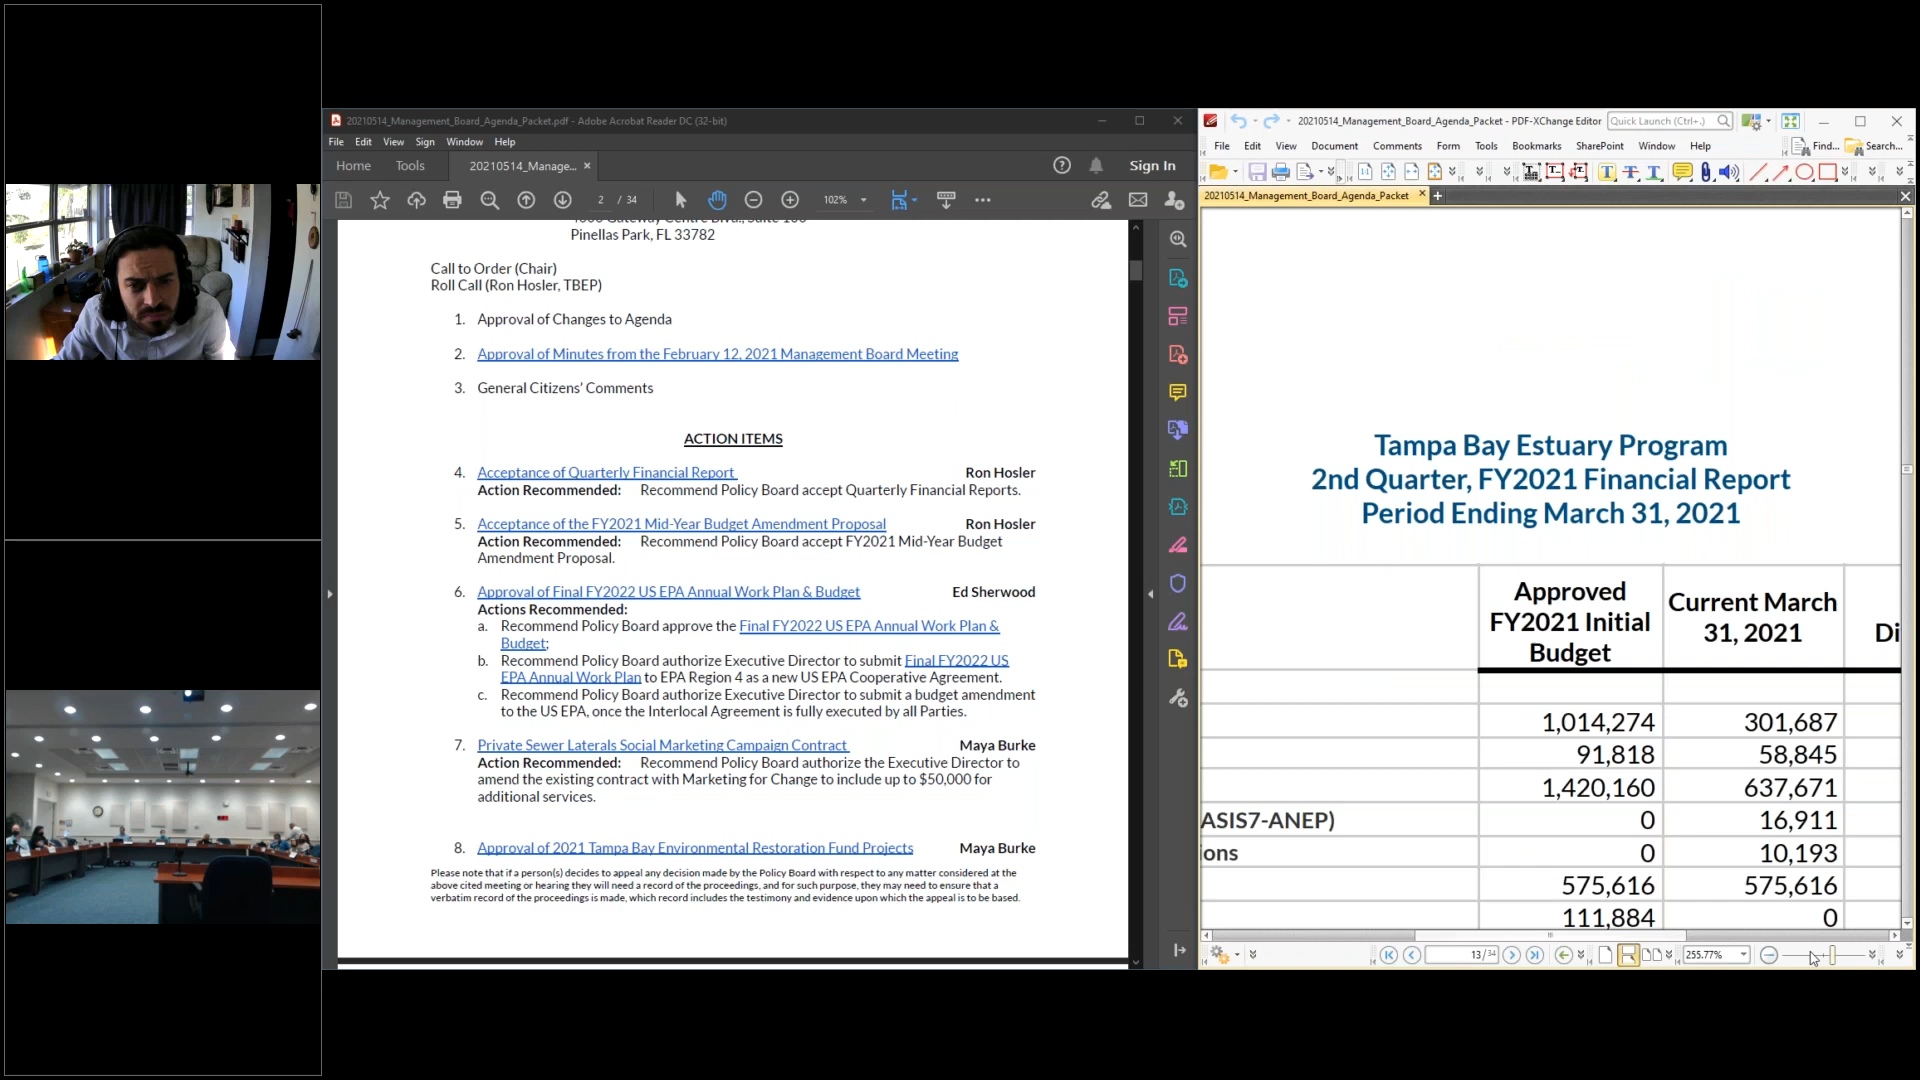 20210514_Management_Board_Agenda_Packet.pdf - Adobe Acrobat Reader DC (32-bit)
File Edit View Sign Window Help
Home Tools 20210514_Manage... × Sign In
2 / 34 102%
Pinellas Park, FL 33782
Call to Order (Chair)
Roll Call (Ron Hosler, TBEP)
1. Approval of Changes to Agenda
2. Approval of Minutes from the February 12, 2021 Management Board Meeting
3. General Citizens' Comments
ACTION ITEMS
4. Acceptance of Quarterly Financial Report Ron Hosler
Action Recommended: Recommend Policy Board accept Quarterly Financial Reports.
5. Acceptance of the FY2021 Mid-Year Budget Amendment Proposal Ron Hosler
Action Recommended: Recommend Policy Board accept FY2021 Mid-Year Budget
Amendment Proposal.
6. Approval of Final FY2022 US EPA Annual Work Plan & Budget Ed Sherwood
Actions Recommended:
a. Recommend Policy Board approve the Final FY2022 US EPA Annual Work Plan &
Budget;
b. Recommend Policy Board authorize Executive Director to submit Final FY2022 US
EPA Annual Work Plan to EPA Region 4 as a new US EPA Cooperative Agreement.
c. Recommend Policy Board authorize Executive Director to submit a budget amendment
to the US EPA, once the Interlocal Agreement is fully executed by all Parties.
7. Private Sewer Laterals Social Marketing Campaign Contract Maya Burke
Action Recommended: Recommend Policy Board authorize the Executive Director to
amend the existing contract with Marketing for Change to include up to $50,000 for
additional services.
8. Approval of 2021 Tampa Bay Environmental Restoration Fund Projects Maya Burke
Please note that if a person(s) decides to appeal any decision made by the Policy Board with respect to any matter considered at the
above cited meeting or hearing they will need a record of the proceedings, and for such purpose, they may need to ensure that a
verbatim record of the proceedings is made, which record includes the testimony and evidence upon which the appeal is to be based.
20210514_Management_Board_Agenda_Packet - PDF-XChange Editor Quick Launch (Ctrl+.)
File Edit View Document Comments Form Tools Bookmarks SharePoint Window Help Find... Search...
20210514_Management_Board_Agenda_Packet
Tampa Bay Estuary Program
2nd Quarter, FY2021 Financial Report
Period Ending March 31, 2021
Approved
FY2021 Initial
Budget
Current March
31, 2021
Di
1,014,274 301,687
91,818 58,845
1,420,160 637,671
ASIS7-ANEP) 0 16,911
ions 0 10,193
575,616 575,616
111,884 0
13 / 34 255.77%